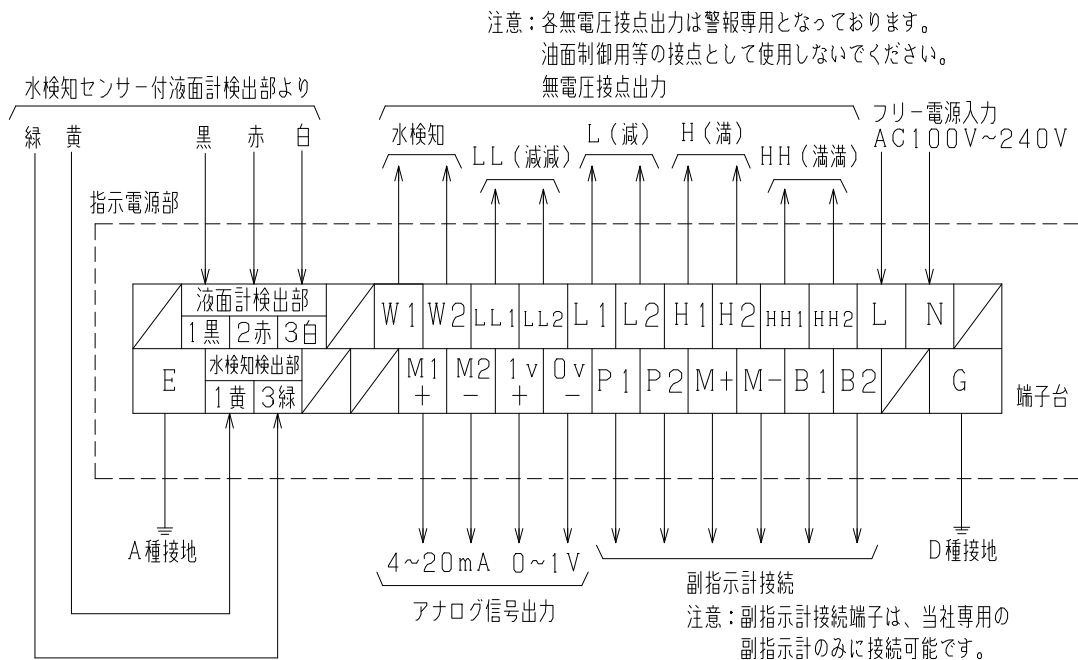 注意：各無電圧接点出力は警報専用となっております。
油面制御用等の接点として使用しないでください。
無電圧接点出力
水検知センサー付液面計検出部より
フリー電源入力
AC100V～240V
緑 黄 黒 赤 白
水検知
LL（減減）
L（減）
H（満）
HH（満満）
指示電源部
液面計検出部
1黒 2赤 3白
W1 W2 LL1 LL2 L1 L2 H1 H2 HH1 HH2 L N
E
水検知検出部
1黄 3緑
M1+ M2- 1v+ 0v- P1 P2 M+ M- B1 B2 G
端子台
A種接地
D種接地
4～20mA 0～1V
アナログ信号出力
副指示計接続
注意：副指示計接続端子は、当社専用の
副指示計のみに接続可能です。